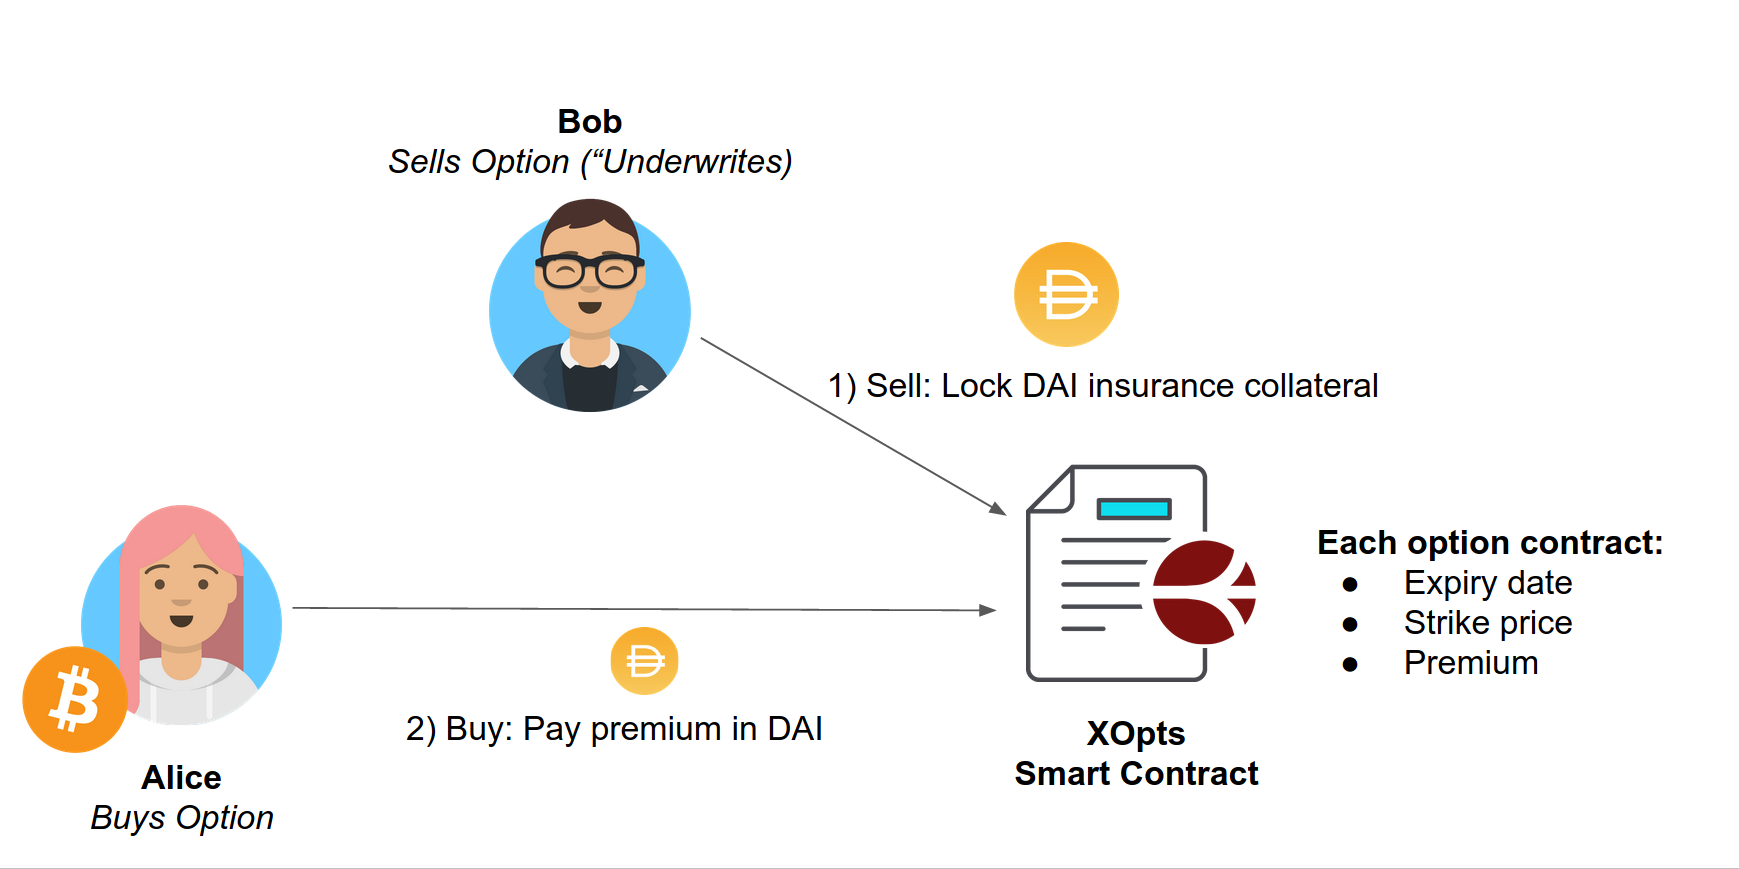 Bob
Sells Option (“Underwrites)
1) Sell: Lock DAI insurance collateral
Each option contract:
● Expiry date
● Strike price
● Premium
2) Buy: Pay premium in DAI
XOpts
Smart Contract
Alice
Buys Option